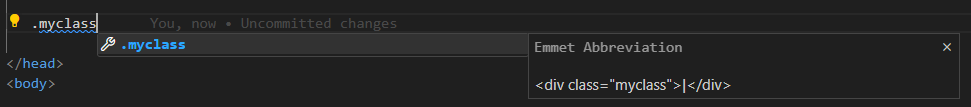 .myclass You, now • Uncommitted changes
.myclass
Emmet Abbreviation ×
<div class="myclass">|</div>
</head>
<body>